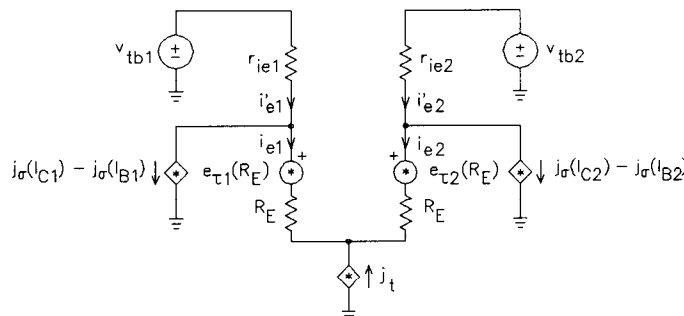 v_tb1
r_ie1
r_ie2
v_tb2
i'_e1
i'_e2
i_e1
i_e2
j_σ(I_C1) − j_σ(I_B1)
e_τ1(R_E)
+
+
e_τ2(R_E)
j_σ(I_C2) − j_σ(I_B2)
R_E
R_E
j_t